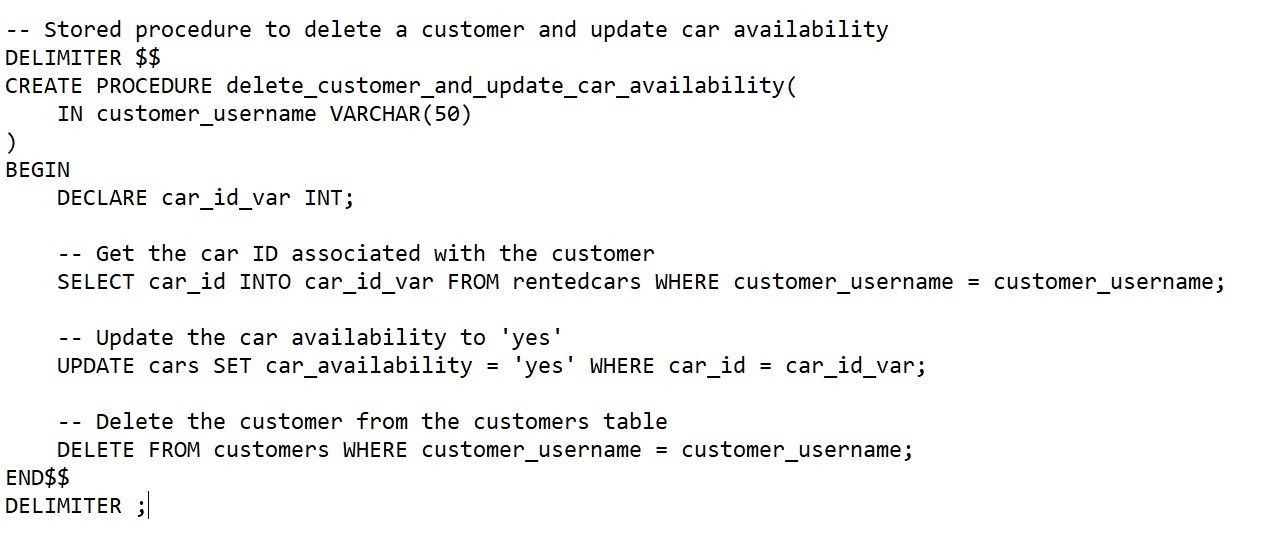 -- Stored procedure to delete a customer and update car availability
DELIMITER $$
CREATE PROCEDURE delete_customer_and_update_car_availability(
    IN customer_username VARCHAR(50)
)
BEGIN
    DECLARE car_id_var INT;

    -- Get the car ID associated with the customer
    SELECT car_id INTO car_id_var FROM rentedcars WHERE customer_username = customer_username;

    -- Update the car availability to 'yes'
    UPDATE cars SET car_availability = 'yes' WHERE car_id = car_id_var;

    -- Delete the customer from the customers table
    DELETE FROM customers WHERE customer_username = customer_username;
END$$
DELIMITER ;